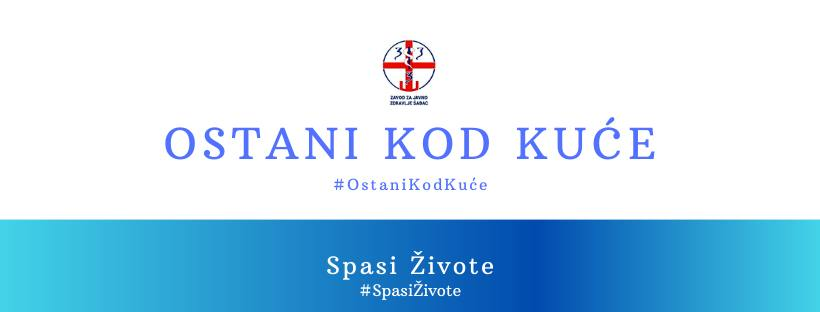 ZAVOD ZA JAVNO
ZDRAVLJE ŠABAC
OSTANI KOD KUĆE
#OstaniKodKuće
Spasi Živote
#SpasiŽivote